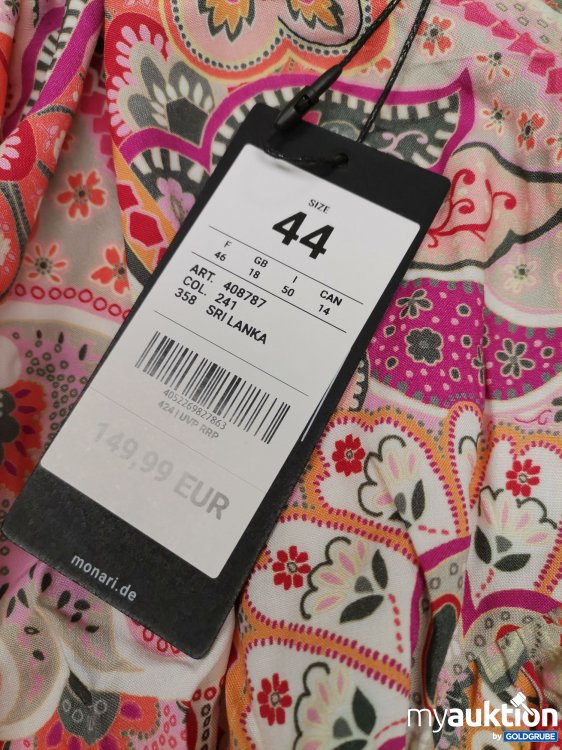 SIZE
44
F GB I CAN
46 18 50 14
ART. 408787
COL. 241
358 SRI LANKA
4052269827863
424 | UVP RRP
149,99 EUR
monari.de
myauktion
by GOLDGRUBE